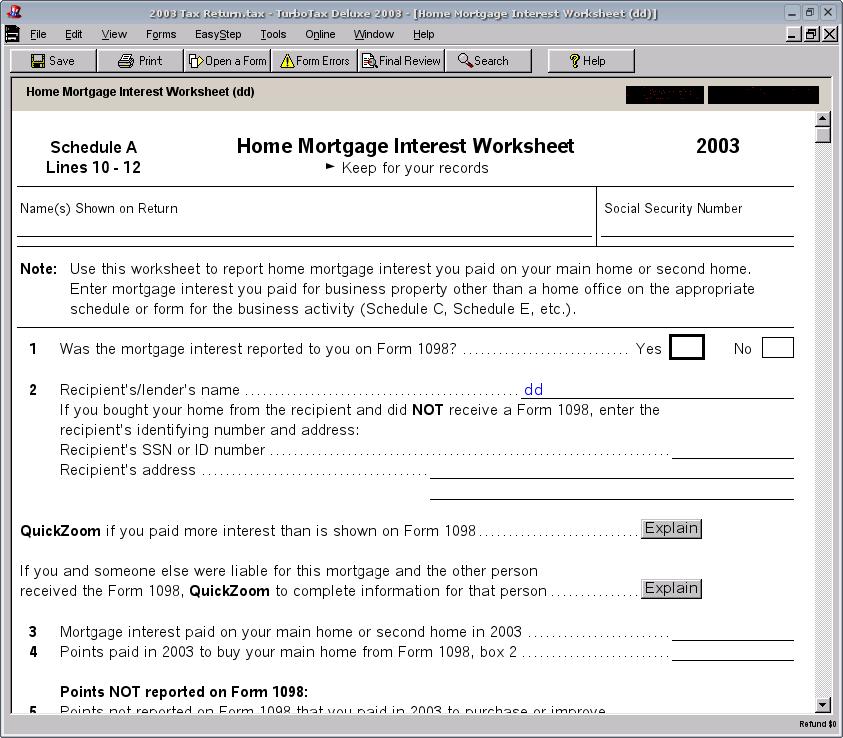 2003 Tax Return.tax - TurboTax Deluxe 2003 - [Home Mortgage Interest Worksheet (dd)]
File Edit View Forms EasyStep Tools Online Window Help
Save Print Open a Form Form Errors Final Review Search Help
Home Mortgage Interest Worksheet (dd)
Schedule A Home Mortgage Interest Worksheet 2003
Lines 10 - 12 ► Keep for your records
Name(s) Shown on Return Social Security Number
Note: Use this worksheet to report home mortgage interest you paid on your main home or second home.
Enter mortgage interest you paid for business property other than a home office on the appropriate
schedule or form for the business activity (Schedule C, Schedule E, etc.).
1 Was the mortgage interest reported to you on Form 1098? Yes No
2 Recipient's/lender's name dd
If you bought your home from the recipient and did NOT receive a Form 1098, enter the
recipient's identifying number and address:
Recipient's SSN or ID number
Recipient's address
QuickZoom if you paid more interest than is shown on Form 1098 Explain
If you and someone else were liable for this mortgage and the other person
received the Form 1098, QuickZoom to complete information for that person Explain
3 Mortgage interest paid on your main home or second home in 2003
4 Points paid in 2003 to buy your main home from Form 1098, box 2
Points NOT reported on Form 1098:
5 Points not reported on Form 1098 that you paid in 2003 to purchase or improve
Refund $0